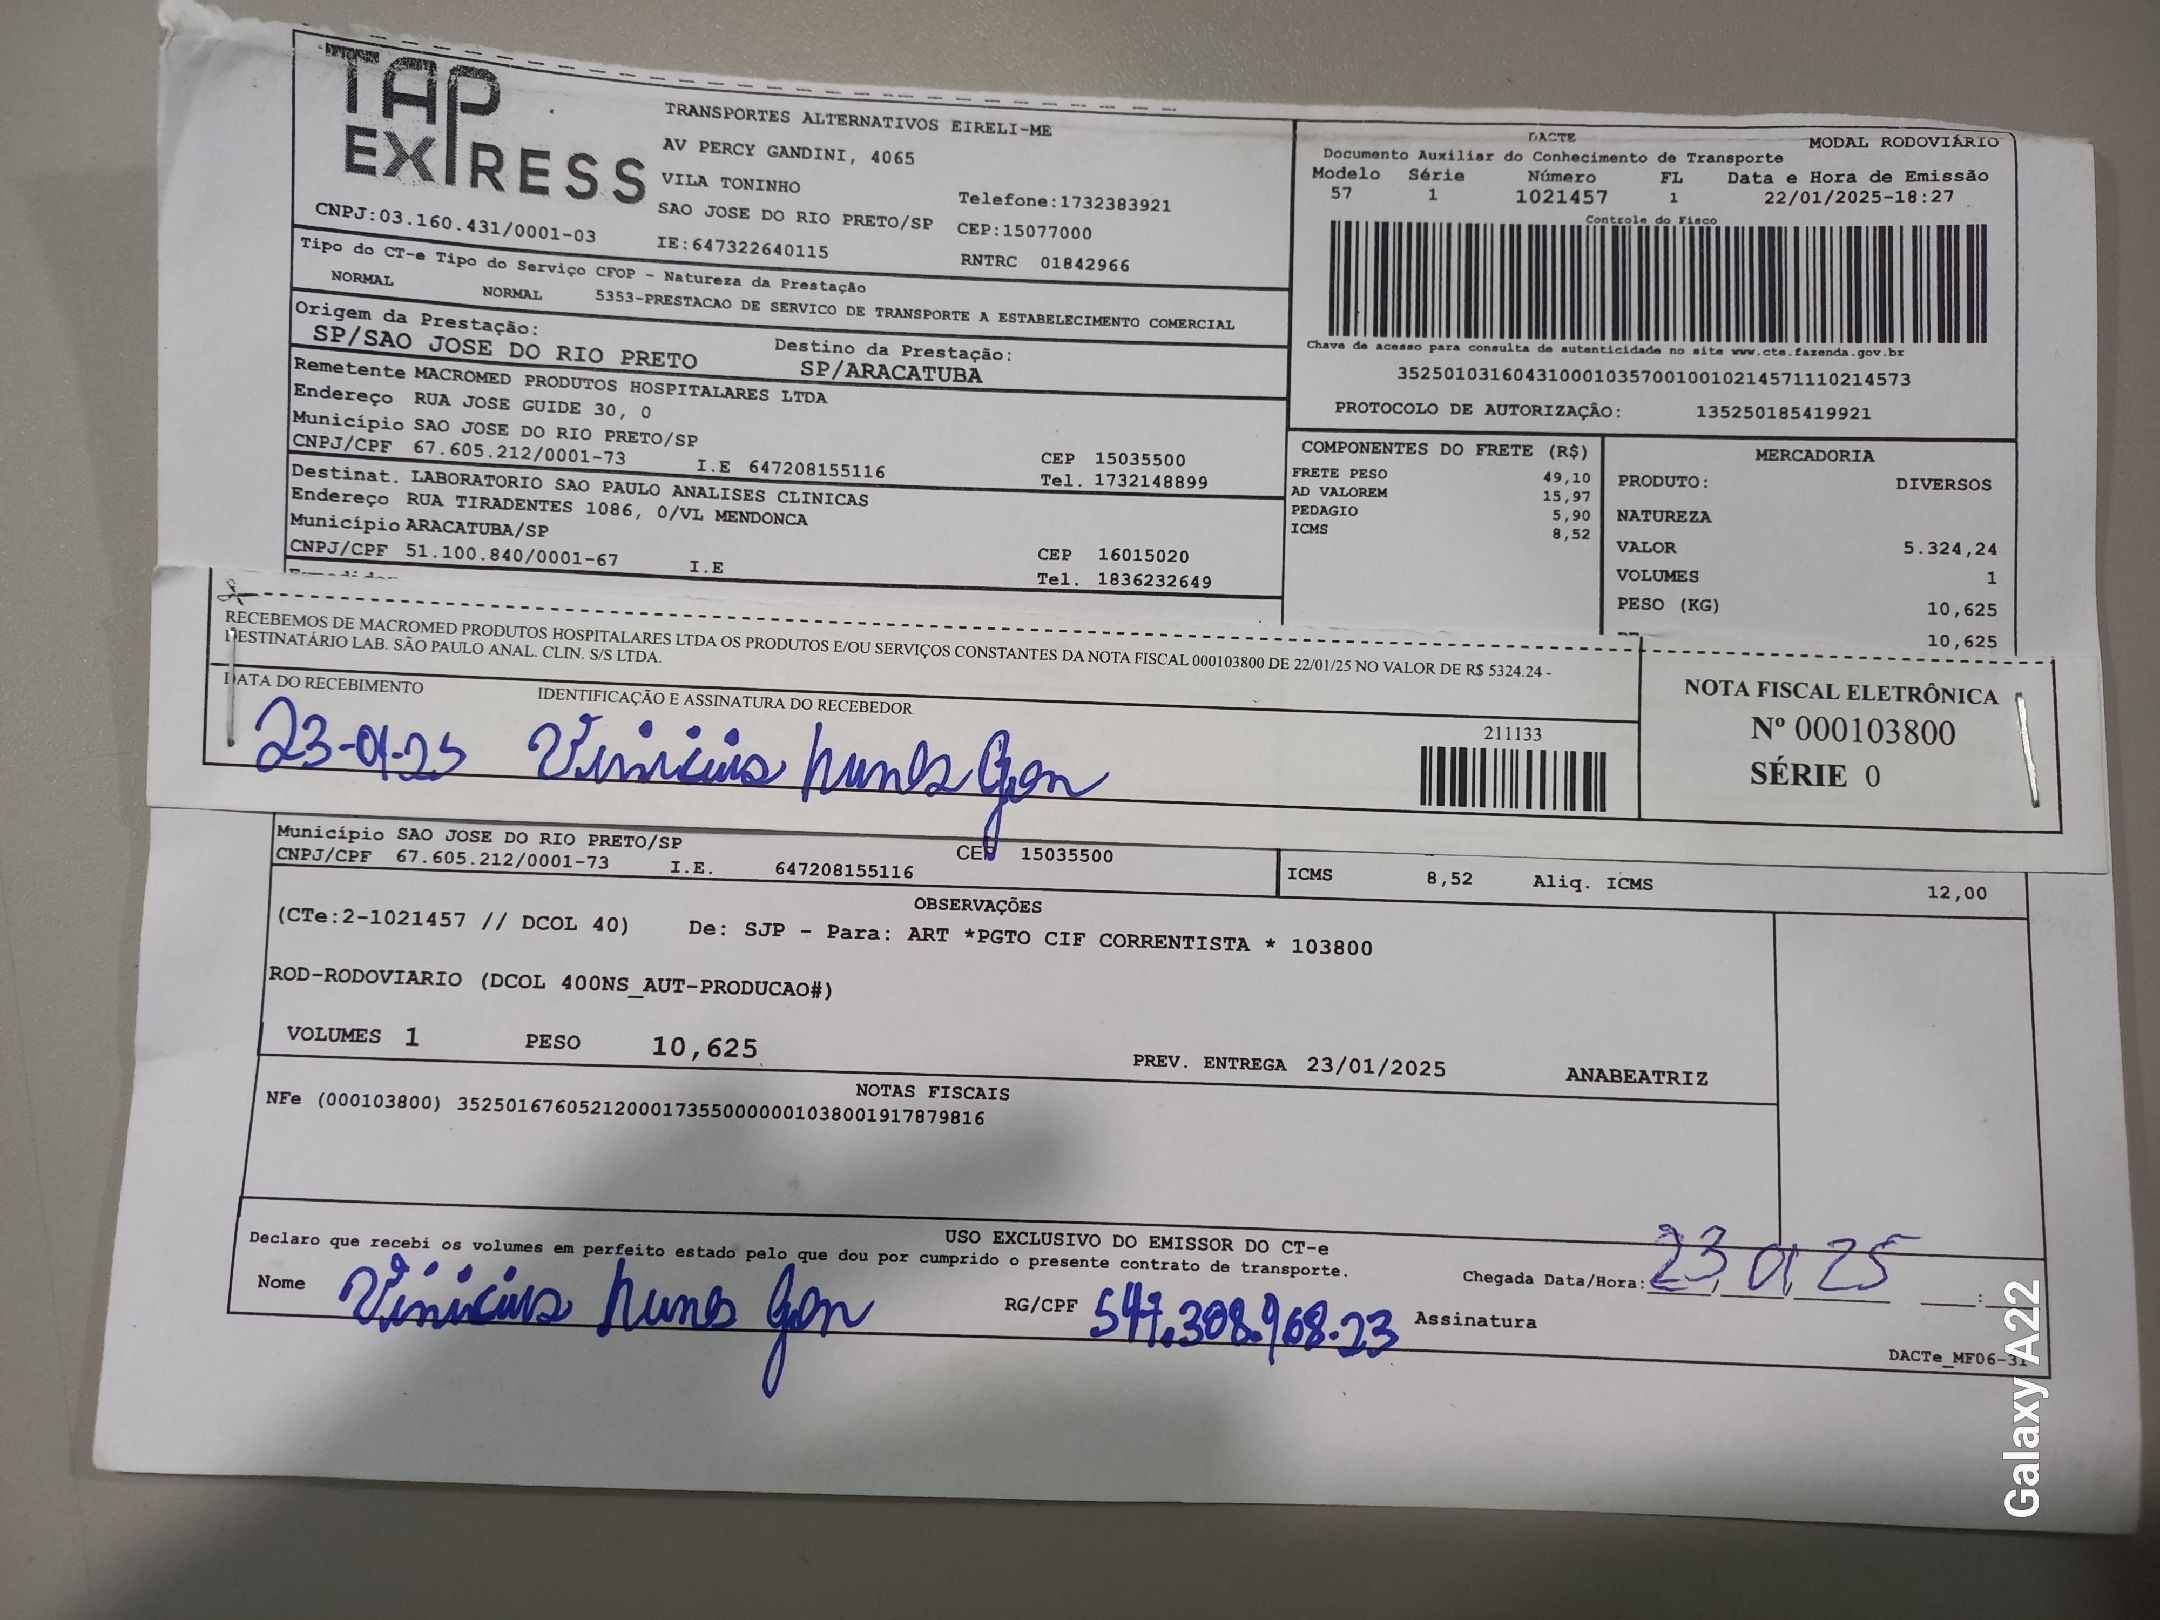 TAP EXPRESS
TRANSPORTES ALTERNATIVOS EIRELI-ME
AV PERCY GANDINI, 4065
VILA TONINHO
Telefone:1732383921
SAO JOSE DO RIO PRETO/SP CEP:15077000
CNPJ:03.160.431/0001-03 IE:647322640115 RNTRC 01842966
DACTE MODAL RODOVIÁRIO
Documento Auxiliar do Conhecimento de Transporte
Modelo Série Número FL Data e Hora de Emissão
57 1 1021457 1 22/01/2025-18:27
Controle do Fisco
Chave de acesso para consulta de autenticidade no site www.cte.fazenda.gov.br
35250103160431000103570010010214571110214573
PROTOCOLO DE AUTORIZAÇÃO: 135250185419921
Tipo do CT-e Tipo do Serviço CFOP - Natureza da Prestação
NORMAL NORMAL 5353-PRESTACAO DE SERVICO DE TRANSPORTE A ESTABELECIMENTO COMERCIAL
Origem da Prestação: Destino da Prestação:
SP/SAO JOSE DO RIO PRETO SP/ARACATUBA
Remetente MACROMED PRODUTOS HOSPITALARES LTDA
Endereço RUA JOSE GUIDE 30, 0
Município SAO JOSE DO RIO PRETO/SP CEP 15035500
CNPJ/CPF 67.605.212/0001-73 I.E 647208155116 Tel. 1732148899
Destinat. LABORATORIO SAO PAULO ANALISES CLINICAS
Endereço RUA TIRADENTES 1086, 0/VL MENDONCA
Município ARACATUBA/SP CEP 16015020
CNPJ/CPF 51.100.840/0001-67 I.E Tel. 1836232649
COMPONENTES DO FRETE (R$)
FRETE PESO 49,10
AD VALOREM 15,97
PEDAGIO 5,90
ICMS 8,52
MERCADORIA
PRODUTO: DIVERSOS
NATUREZA
VALOR 5.324,24
VOLUMES 1
PESO (KG) 10,625
10,625
RECEBEMOS DE MACROMED PRODUTOS HOSPITALARES LTDA OS PRODUTOS E/OU SERVIÇOS CONSTANTES DA NOTA FISCAL 000103800 DE 22/01/25 NO VALOR DE R$ 5324.24 -
DESTINATÁRIO LAB. SÃO PAULO ANAL. CLIN. S/S LTDA.
DATA DO RECEBIMENTO IDENTIFICAÇÃO E ASSINATURA DO RECEBEDOR
23-01-25 Vinicius Nunes
211133
NOTA FISCAL ELETRÔNICA
Nº 000103800
SÉRIE 0
Município SAO JOSE DO RIO PRETO/SP CEP 15035500
CNPJ/CPF 67.605.212/0001-73 I.E. 647208155116
ICMS 8,52 Aliq. ICMS 12,00
OBSERVAÇÕES
(CTe:2-1021457 // DCOL 40) De: SJP - Para: ART *PGTO CIF CORRENTISTA * 103800
ROD-RODOVIARIO (DCOL 400NS_AUT-PRODUCAO#)
VOLUMES 1 PESO 10,625 PREV. ENTREGA 23/01/2025 ANABEATRIZ
NOTAS FISCAIS
NFe (000103800) 35250167605212000173550000001038001917879816
USO EXCLUSIVO DO EMISSOR DO CT-e
Declaro que recebi os volumes em perfeito estado pelo que dou por cumprido o presente contrato de transporte.
Chegada Data/Hora: 23 01 25 :
Nome Vinicius Nunes RG/CPF 547.308.968-23 Assinatura
DACTe_MF06-31
Galaxy A22